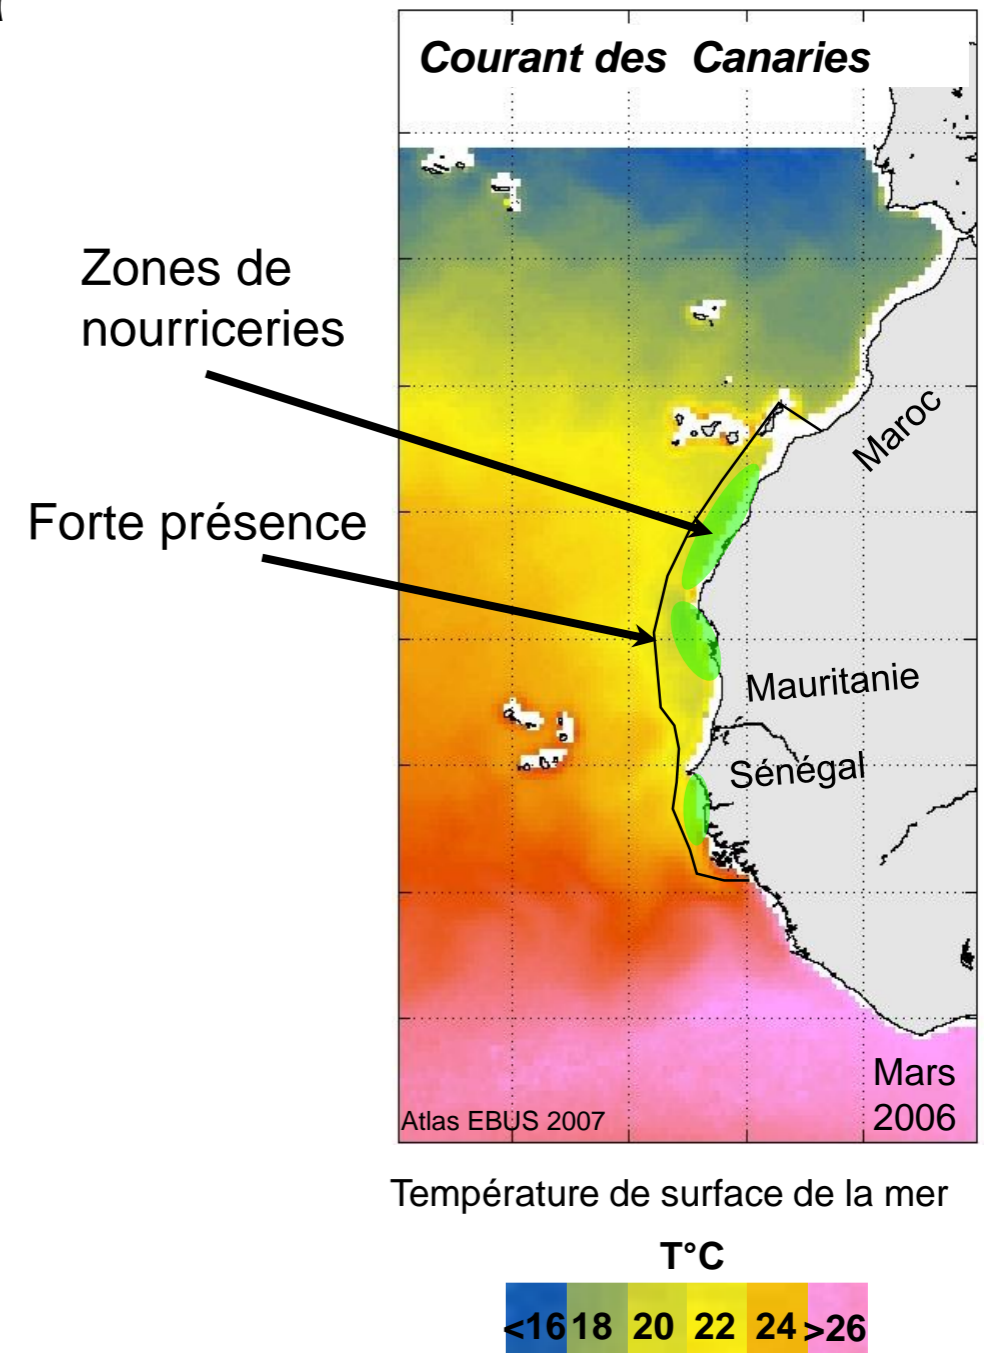 Courant des Canaries
Zones de
nourriceries
Forte présence
Maroc
Mauritanie
Sénégal
Mars
2006
Atlas EBUS 2007
Température de surface de la mer
T°C
<16 18 20 22 24 >26